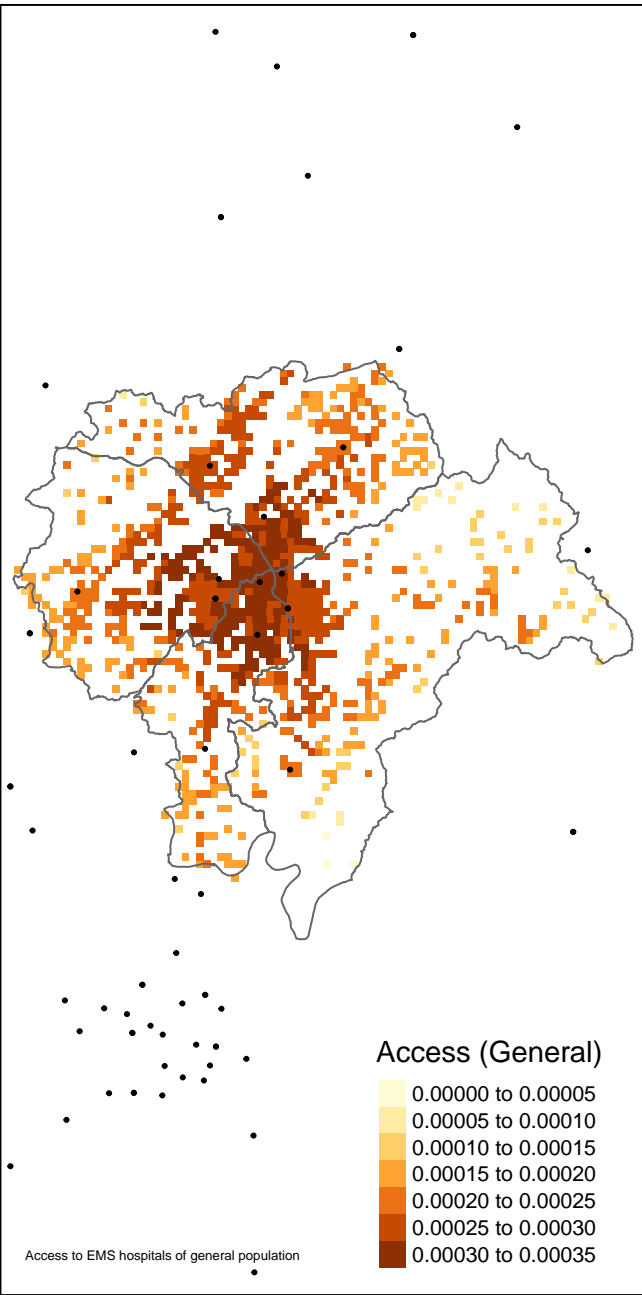 Access (General)
0.00000 to 0.00005
0.00005 to 0.00010
0.00010 to 0.00015
0.00015 to 0.00020
0.00020 to 0.00025
0.00025 to 0.00030
0.00030 to 0.00035
Access to EMS hospitals of general population